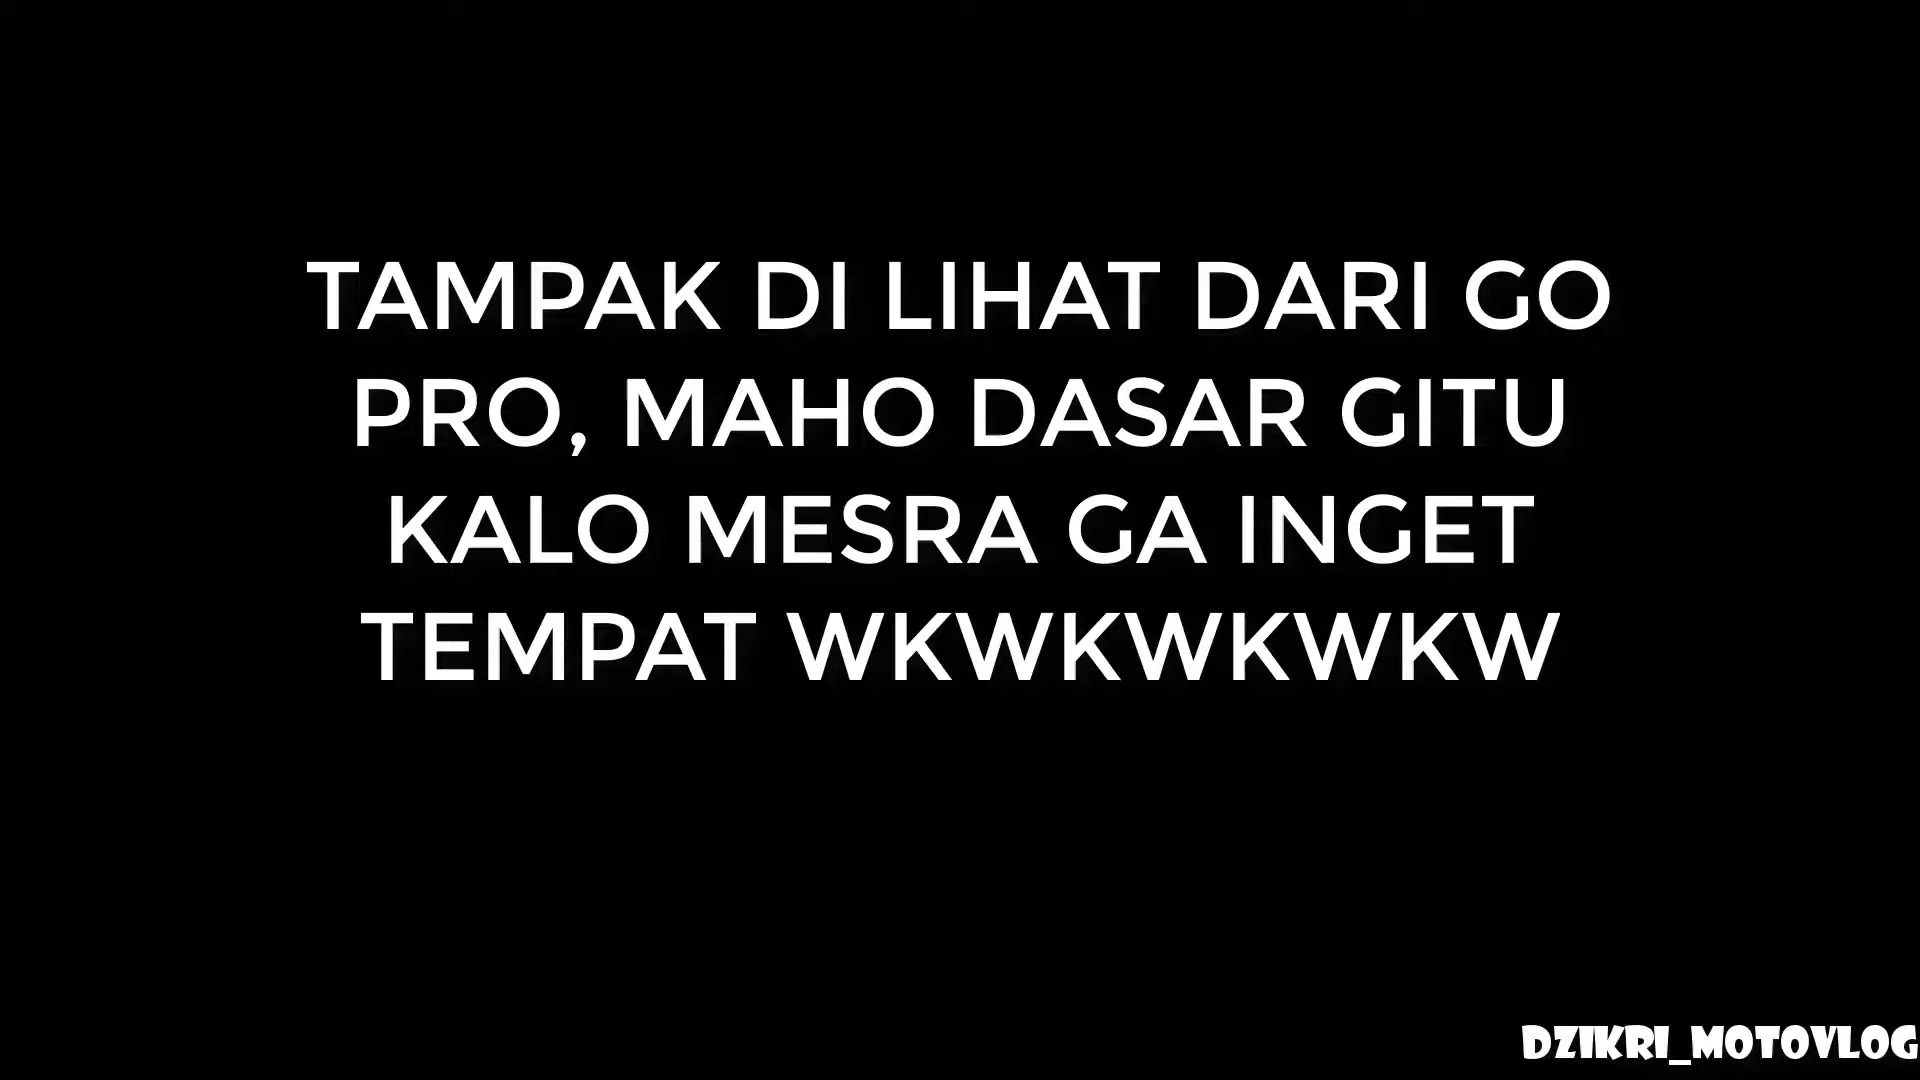 TAMPAK DI LIHAT DARI GO
PRO, MAHO DASAR GITU
KALO MESRA GA INGET
TEMPAT WKWKWKWKW
DZIKRI_MOTOVLOG